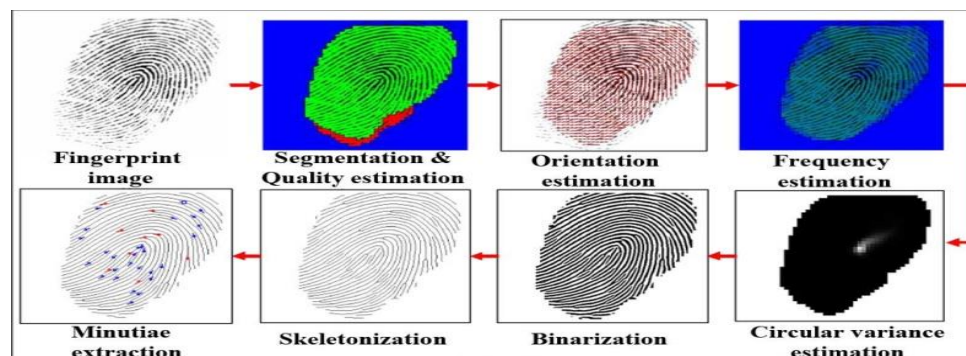 Fingerprint
image
Segmentation &
Quality estimation
Orientation
estimation
Frequency
estimation
Minutiae
extraction
Skeletonization
Binarization
Circular variance
estimation